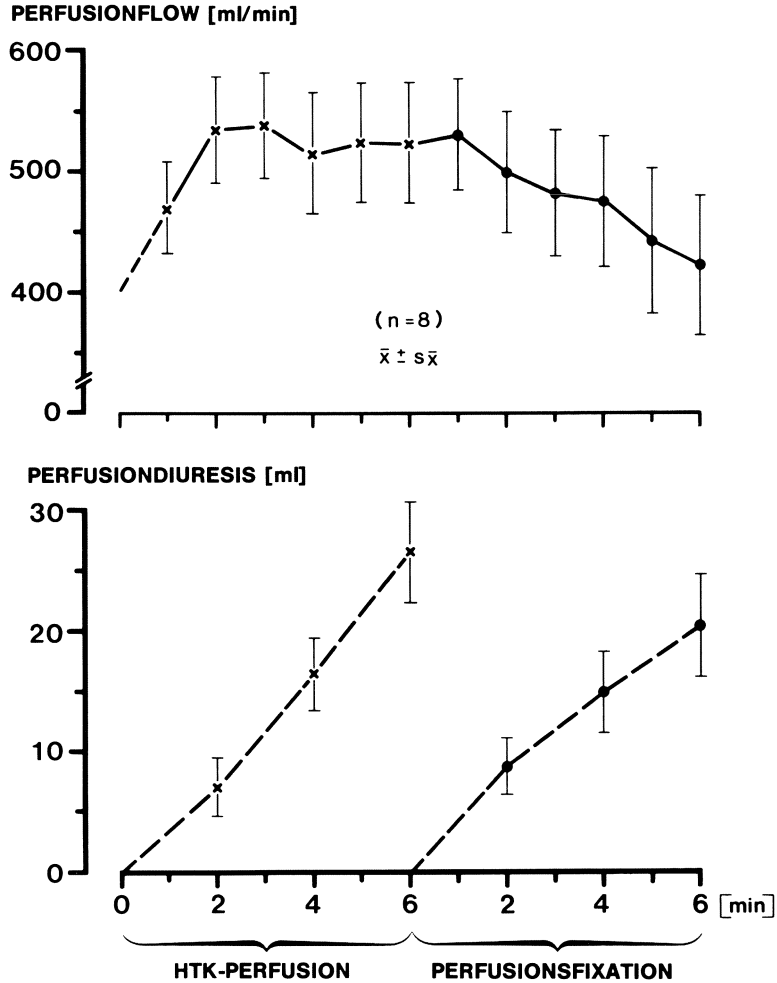 PERFUSIONFLOW [ml/min]
600
500
400
(n=8)
x̄ ± sx̄
0
PERFUSIONDIURESIS [ml]
30
20
10
0
0 2 4 6 2 4 6 [min]
HTK-PERFUSION PERFUSIONSFIXATION